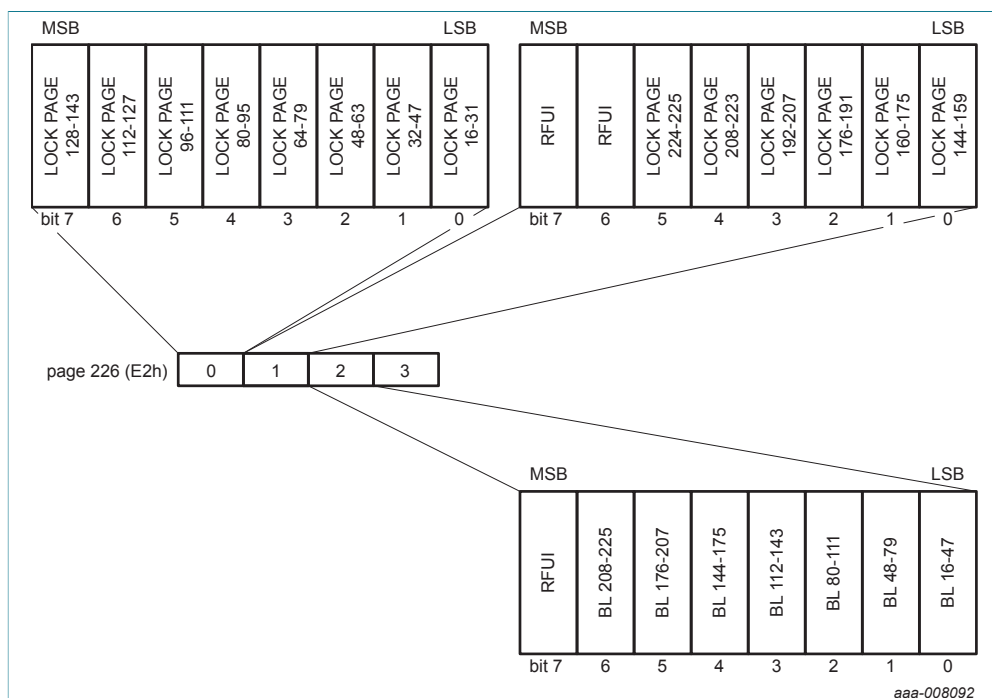 MSB LSB
LOCK PAGE
128-143
LOCK PAGE
112-127
LOCK PAGE
96-111
LOCK PAGE
80-95
LOCK PAGE
64-79
LOCK PAGE
48-63
LOCK PAGE
32-47
LOCK PAGE
16-31
bit 7 6 5 4 3 2 1 0
MSB LSB
RFUI
RFUI
LOCK PAGE
224-225
LOCK PAGE
208-223
LOCK PAGE
192-207
LOCK PAGE
176-191
LOCK PAGE
160-175
LOCK PAGE
144-159
bit 7 6 5 4 3 2 1 0
page 226 (E2h) 0 1 2 3
MSB LSB
RFUI
BL 208-225
BL 176-207
BL 144-175
BL 112-143
BL 80-111
BL 48-79
BL 16-47
bit 7 6 5 4 3 2 1 0
aaa-008092